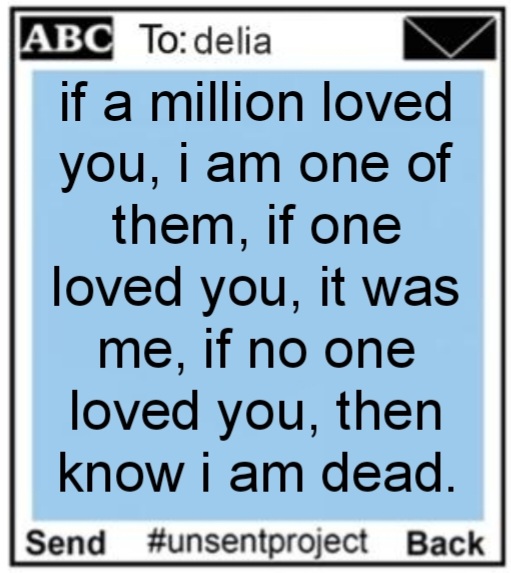 ABC To: delia
if a million loved
you, i am one of
them, if one
loved you, it was
me, if no one
loved you, then
know i am dead.
Send #unsentproject Back